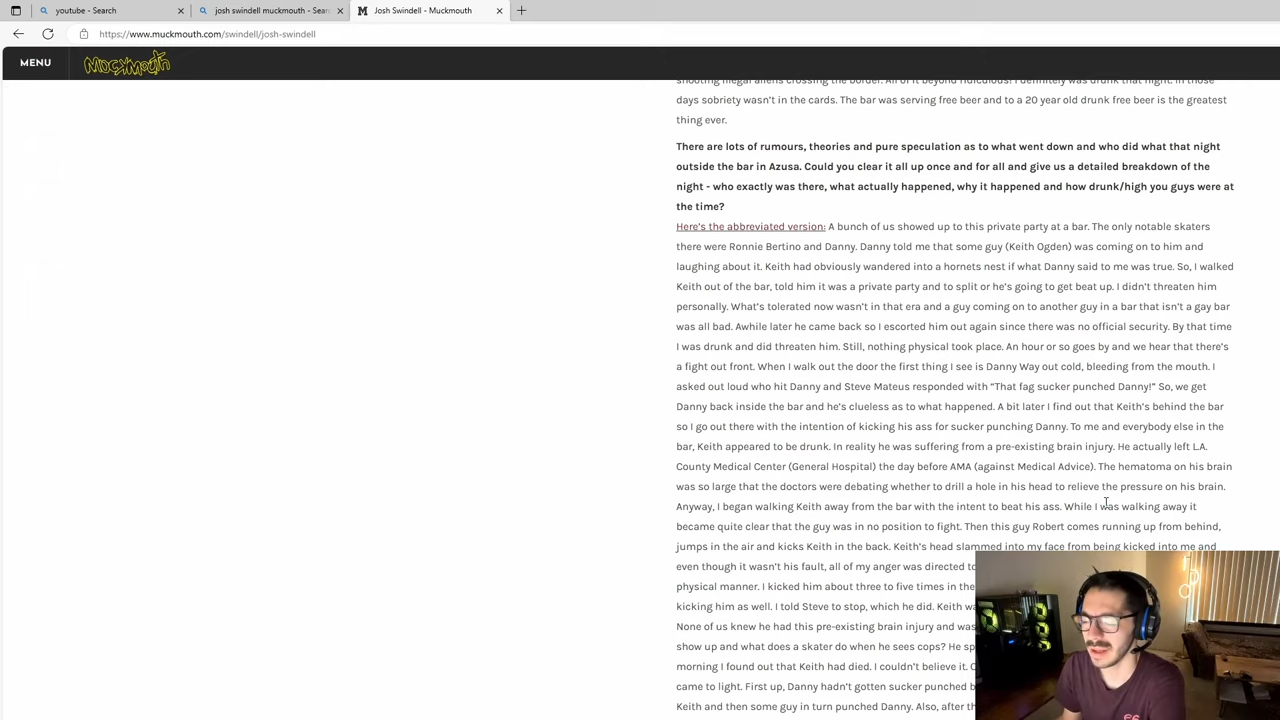 youtube - Search
josh swindell muckmouth - Sear
Josh Swindell - Muckmouth
https://www.muckmouth.com/swindell/josh-swindell
MENU
MUCKMOUTH
shooting illegal aliens crossing the border. All of it beyond ridiculous! I definitely was drunk that night. In those
days sobriety wasn't in the cards. The bar was serving free beer and to a 20 year old drunk free beer is the greatest
thing ever.
There are lots of rumours, theories and pure speculation as to what went down and who did what that night
outside the bar in Azusa. Could you clear it all up once and for all and give us a detailed breakdown of the
night - who exactly was there, what actually happened, why it happened and how drunk/high you guys were at
the time?
Here's the abbreviated version: A bunch of us showed up to this private party at a bar. The only notable skaters
there were Ronnie Bertino and Danny. Danny told me that some guy (Keith Ogden) was coming on to him and
laughing about it. Keith had obviously wandered into a hornets nest if what Danny said to me was true. So, I walked
Keith out of the bar, told him it was a private party and to split or he's going to get beat up. I didn't threaten him
personally. What's tolerated now wasn't in that era and a guy coming on to another guy in a bar that isn't a gay bar
was all bad. Awhile later he came back so I escorted him out again since there was no official security. By that time
I was drunk and did threaten him. Still, nothing physical took place. An hour or so goes by and we hear that there's
a fight out front. When I walk out the door the first thing I see is Danny Way out cold, bleeding from the mouth. I
asked out loud who hit Danny and Steve Mateus responded with "That fag sucker punched Danny!" So, we get
Danny back inside the bar and he's clueless as to what happened. A bit later I find out that Keith's behind the bar
so I go out there with the intention of kicking his ass for sucker punching Danny. To me and everybody else in the
bar, Keith appeared to be drunk. In reality he was suffering from a pre-existing brain injury. He actually left L.A.
County Medical Center (General Hospital) the day before AMA (against Medical Advice). The hematoma on his brain
was so large that the doctors were debating whether to drill a hole in his head to relieve the pressure on his brain.
Anyway, I began walking Keith away from the bar with the intent to beat his ass. While I was walking away it
became quite clear that the guy was in no position to fight. Then this guy Robert comes running up from behind,
jumps in the air and kicks Keith in the back. Keith's head slammed into my face from being kicked into me and
even though it wasn't his fault, all of my anger was directed to
physical manner. I kicked him about three to five times in the
kicking him as well. I told Steve to stop, which he did. Keith wa
None of us knew he had this pre-existing brain injury and was
show up and what does a skater do when he sees cops? He sp
morning I found out that Keith had died. I couldn't believe it.
came to light. First up, Danny hadn't gotten sucker punched b
Keith and then some guy in turn punched Danny. Also, after th